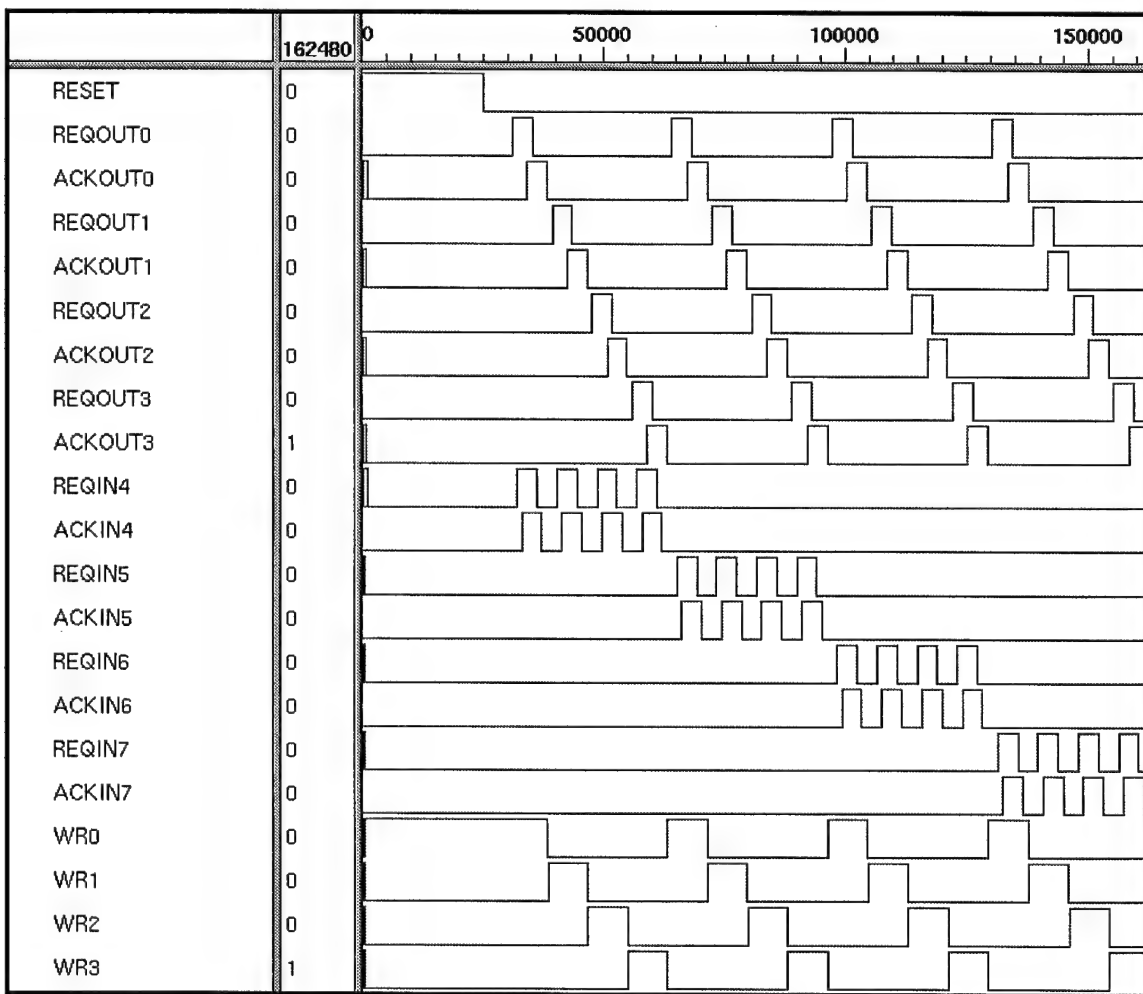 162480 0 50000 100000 150000
RESET 0
REQOUT0 0
ACKOUT0 0
REQOUT1 0
ACKOUT1 0
REQOUT2 0
ACKOUT2 0
REQOUT3 0
ACKOUT3 1
REQIN4 0
ACKIN4 0
REQIN5 0
ACKIN5 0
REQIN6 0
ACKIN6 0
REQIN7 0
ACKIN7 0
WR0 0
WR1 0
WR2 0
WR3 1